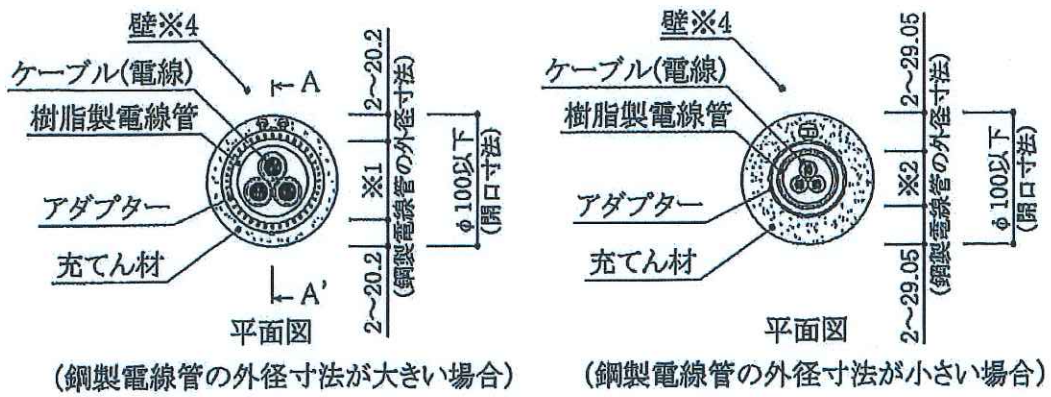 壁※4
ケーブル(電線)
樹脂製電線管
アダプター
充てん材
A
A'
2～20.2
※1
2～20.2
(鋼製電線管の外径寸法)
φ100以下
(開口寸法)
平面図
(鋼製電線管の外径寸法が大きい場合)
壁※4
ケーブル(電線)
樹脂製電線管
アダプター
充てん材
2～29.05
※2
2～29.05
(鋼製電線管の外径寸法)
φ100以下
(開口寸法)
平面図
(鋼製電線管の外径寸法が小さい場合)